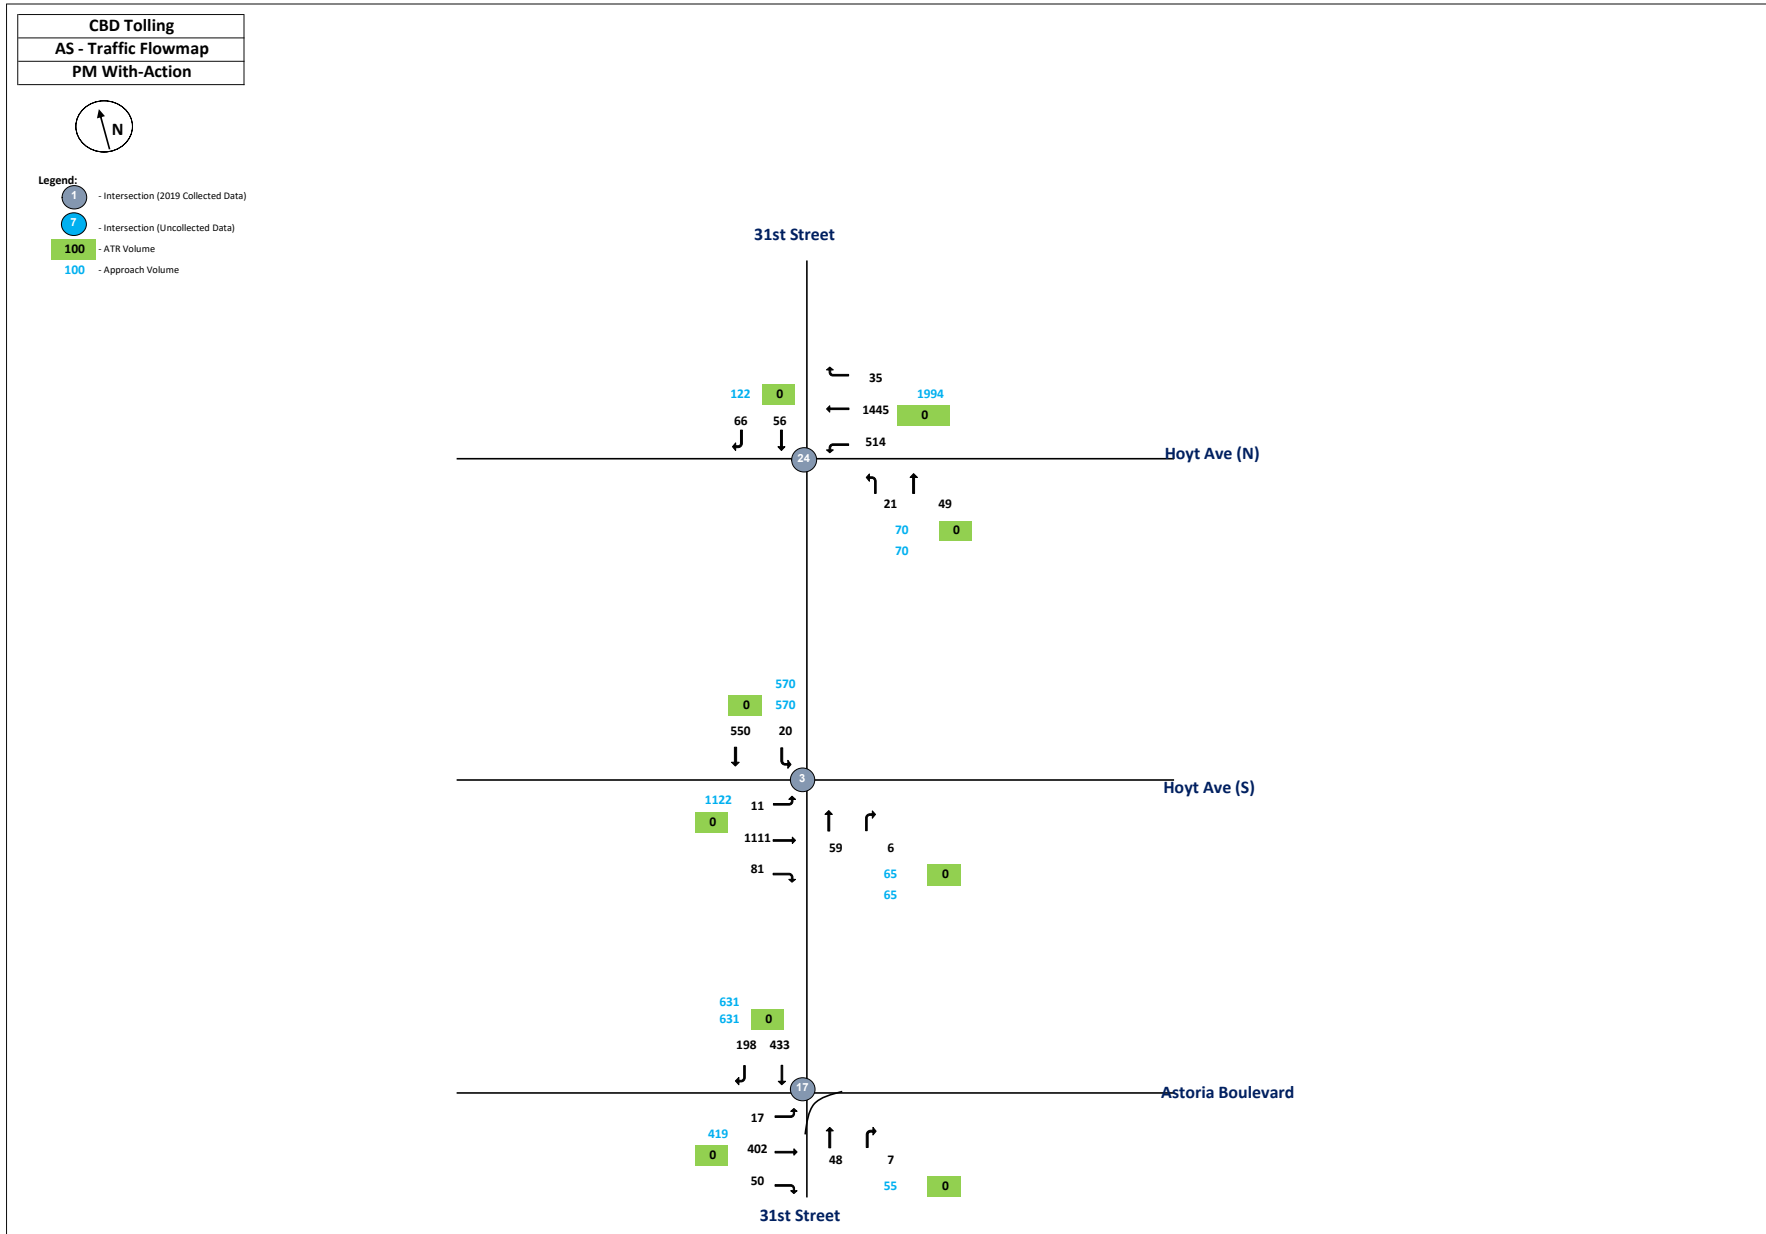 CBD Tolling
AS - Traffic Flowmap
PM With-Action
N
Legend:
1 - Intersection (2019 Collected Data)
7 - Intersection (Uncollected Data)
100 - ATR Volume
100 - Approach Volume
31st Street
35
122 0 1994
1445 0
66 56
514
24
Hoyt Ave (N)
21 49
70 0
70
570
0 570
550 20
3
Hoyt Ave (S)
1122 11
0
1111 59 6
81 65 0
65
631
631 0
198 433
17
Astoria Boulevard
17
419
0 402 48 7
50 55 0
31st Street